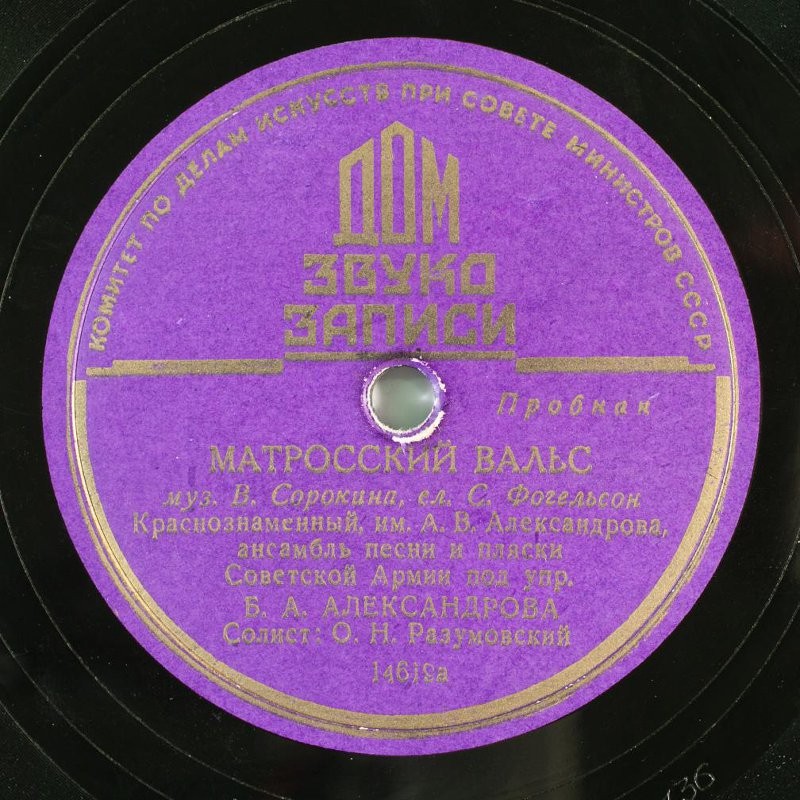 КОМИТЕТ ПО ДЕЛАМ ИСКУССТВ ПРИ СОВЕТЕ МИНИСТРОВ СССР
ДОМ
ЗВУКО
ЗАПИСИ
Пробная
МАТРОССКИЙ ВАЛЬС
муз. В. Сорокина, сл. С. Фогельсон
Краснознаменный, им. А. В. Александрова,
ансамбль песни и пляски
Советской Армии под упр.
Б. А. АЛЕКСАНДРОВА
Солист: О. Н. Разумовский
14619а